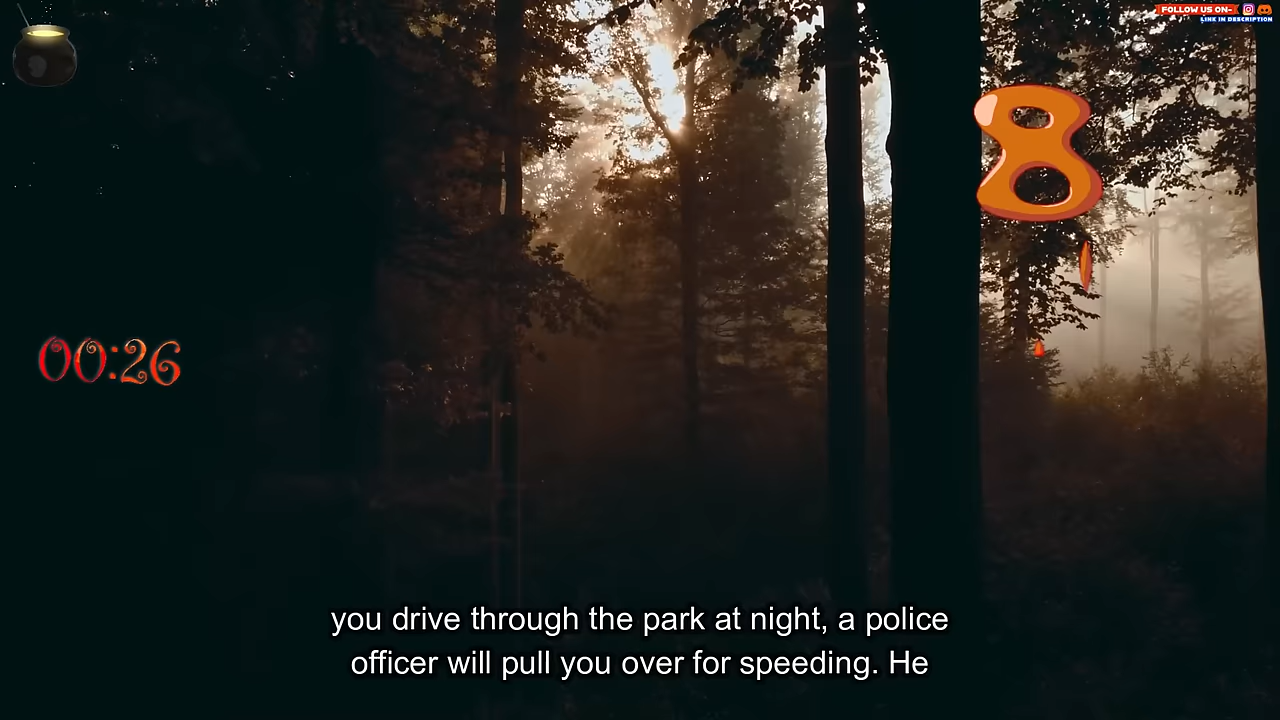 FOLLOW US ON-
LINK IN DESCRIPTION
8
00:26
you drive through the park at night, a police
officer will pull you over for speeding. He